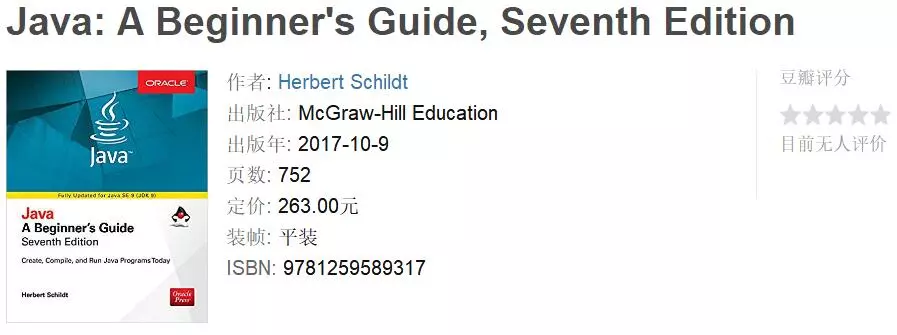 Java: A Beginner's Guide, Seventh Edition
ORACLE
Java™
Fully Updated for Java SE 9 (JDK 9)
Java
A Beginner's Guide
Seventh Edition
Create, Compile, and Run Java Programs Today
Herbert Schildt
Oracle
Press
作者: Herbert Schildt
出版社: McGraw-Hill Education
出版年: 2017-10-9
页数: 752
定价: 263.00元
装帧: 平装
ISBN: 9781259589317
豆瓣评分
目前无人评价